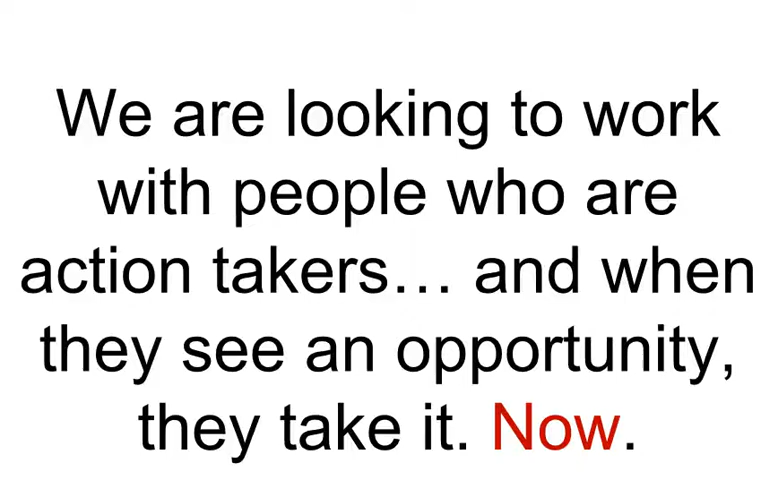 We are looking to work
with people who are
action takers… and when
they see an opportunity,
they take it. Now.